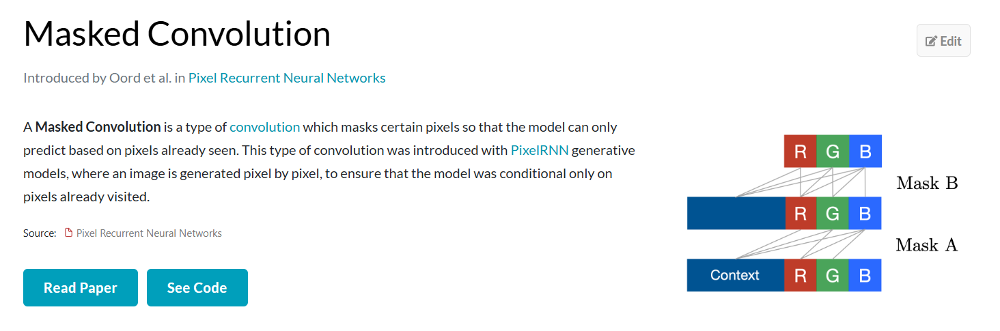 Masked Convolution
Edit
Introduced by Oord et al. in Pixel Recurrent Neural Networks
A Masked Convolution is a type of convolution which masks certain pixels so that the model can only
predict based on pixels already seen. This type of convolution was introduced with PixelRNN generative
models, where an image is generated pixel by pixel, to ensure that the model was conditional only on
pixels already visited.
Source: Pixel Recurrent Neural Networks
Read Paper See Code
R G B
Mask B
R G B
Mask A
Context R G B